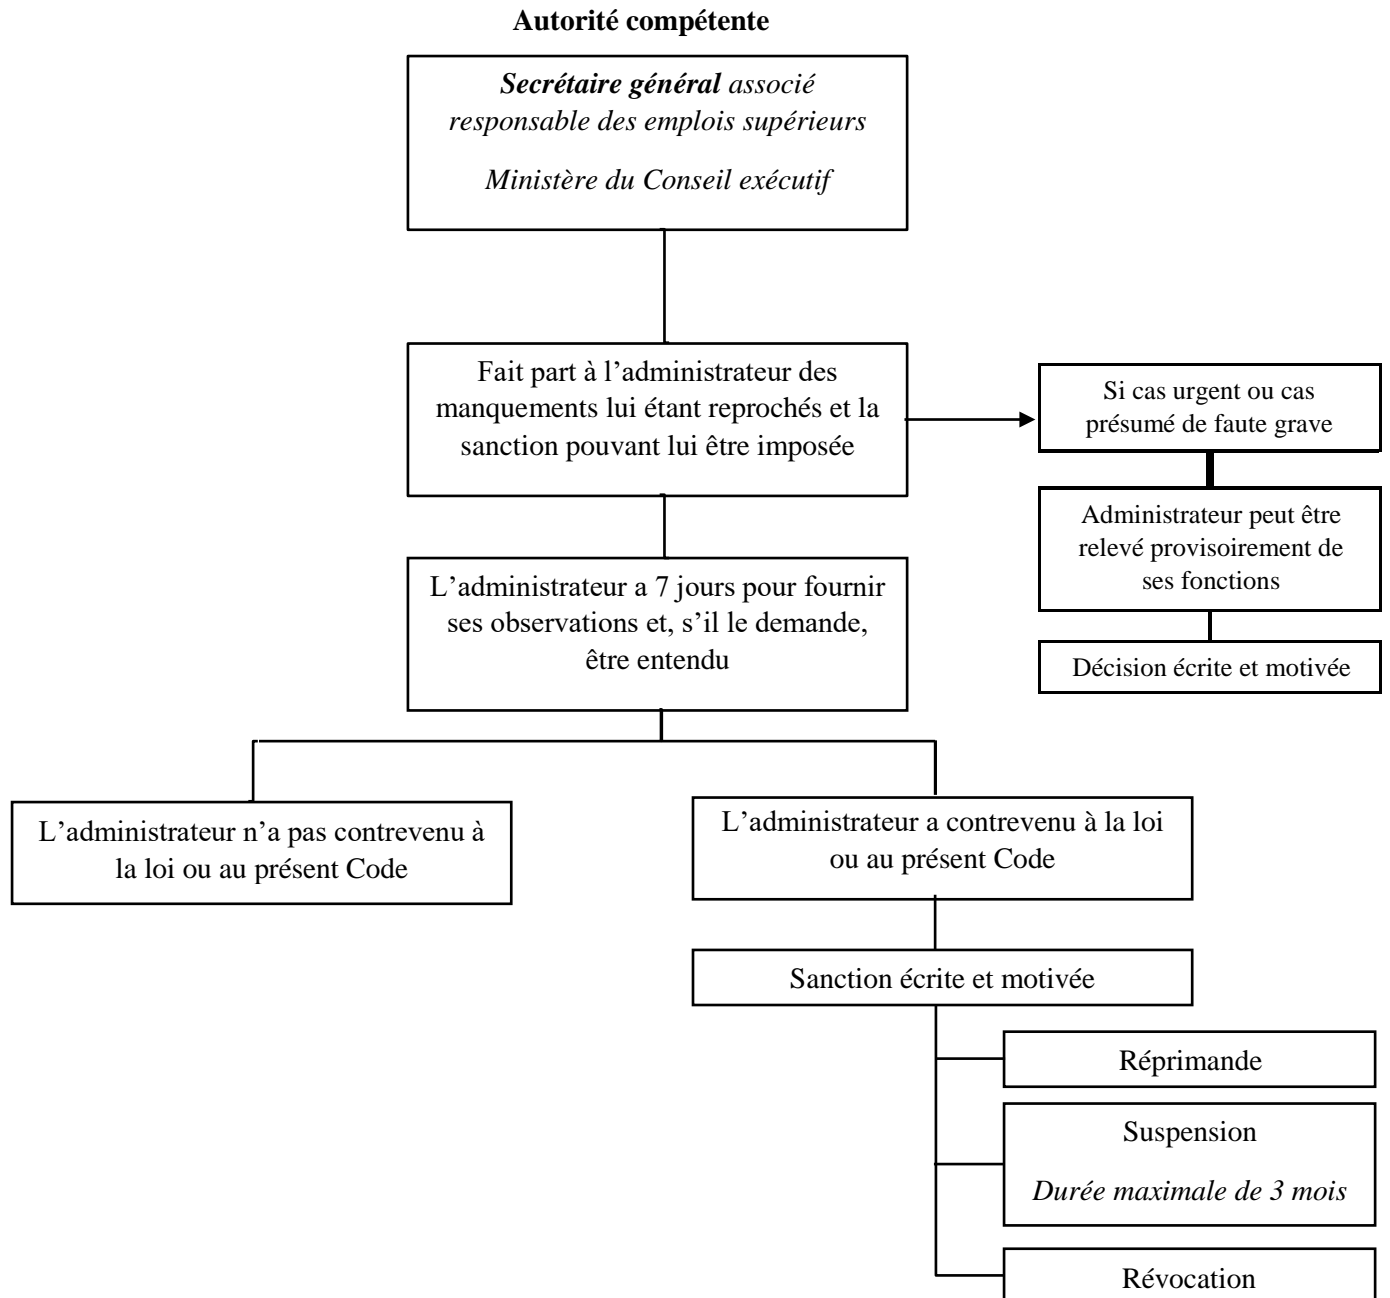 Autorité compétente
Secrétaire général associé
responsable des emplois supérieurs
Ministère du Conseil exécutif
Fait part à l’administrateur des
manquements lui étant reprochés et la
sanction pouvant lui être imposée
Si cas urgent ou cas
présumé de faute grave
Administrateur peut être
relevé provisoirement de
ses fonctions
Décision écrite et motivée
L’administrateur a 7 jours pour fournir
ses observations et, s’il le demande,
être entendu
L’administrateur n’a pas contrevenu à
la loi ou au présent Code
L’administrateur a contrevenu à la loi
ou au présent Code
Sanction écrite et motivée
Réprimande
Suspension
Durée maximale de 3 mois
Révocation